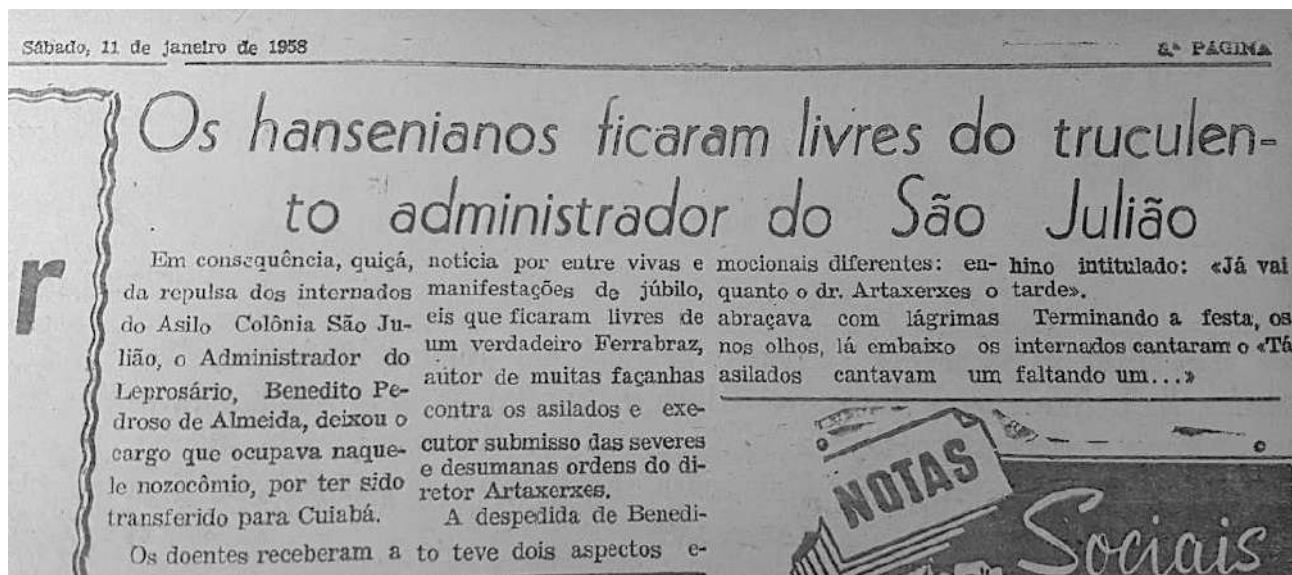 Sábado, 11 de janeiro de 1958
8.ª PÁGINA
Os hansenianos ficaram livres do truculen-
to administrador do São Julião
r
Em consequência, quiçá,
da repulsa dos internados
do Asilo Colônia São Ju-
lião, o Administrador do
Leprosário, Benedito Pe-
droso de Almeida, deixou o
cargo que ocupava naque-
le nozocômio, por ter sido
transferido para Cuiabá.
Os doentes receberam a
notícia por entre vivas e
manifestações de júbilo,
eis que ficaram livres de
um verdadeiro Ferrabraz,
autor de muitas façanhas
contra os asilados e exe-
cutor submisso das severes
e desumanas ordens do di-
retor Artaxerxes.
A despedida de Benedi-
to teve dois aspectos e-
mocionais diferentes: en-
quanto o dr. Artaxerxes o
abraçava com lágrimas
nos olhos, lá embaixo os
asilados cantavam um
hino intitulado: «Já vai
tarde».
Terminando a festa, os
internados cantaram o «Tá
faltando um...»
NOTAS
Sociais